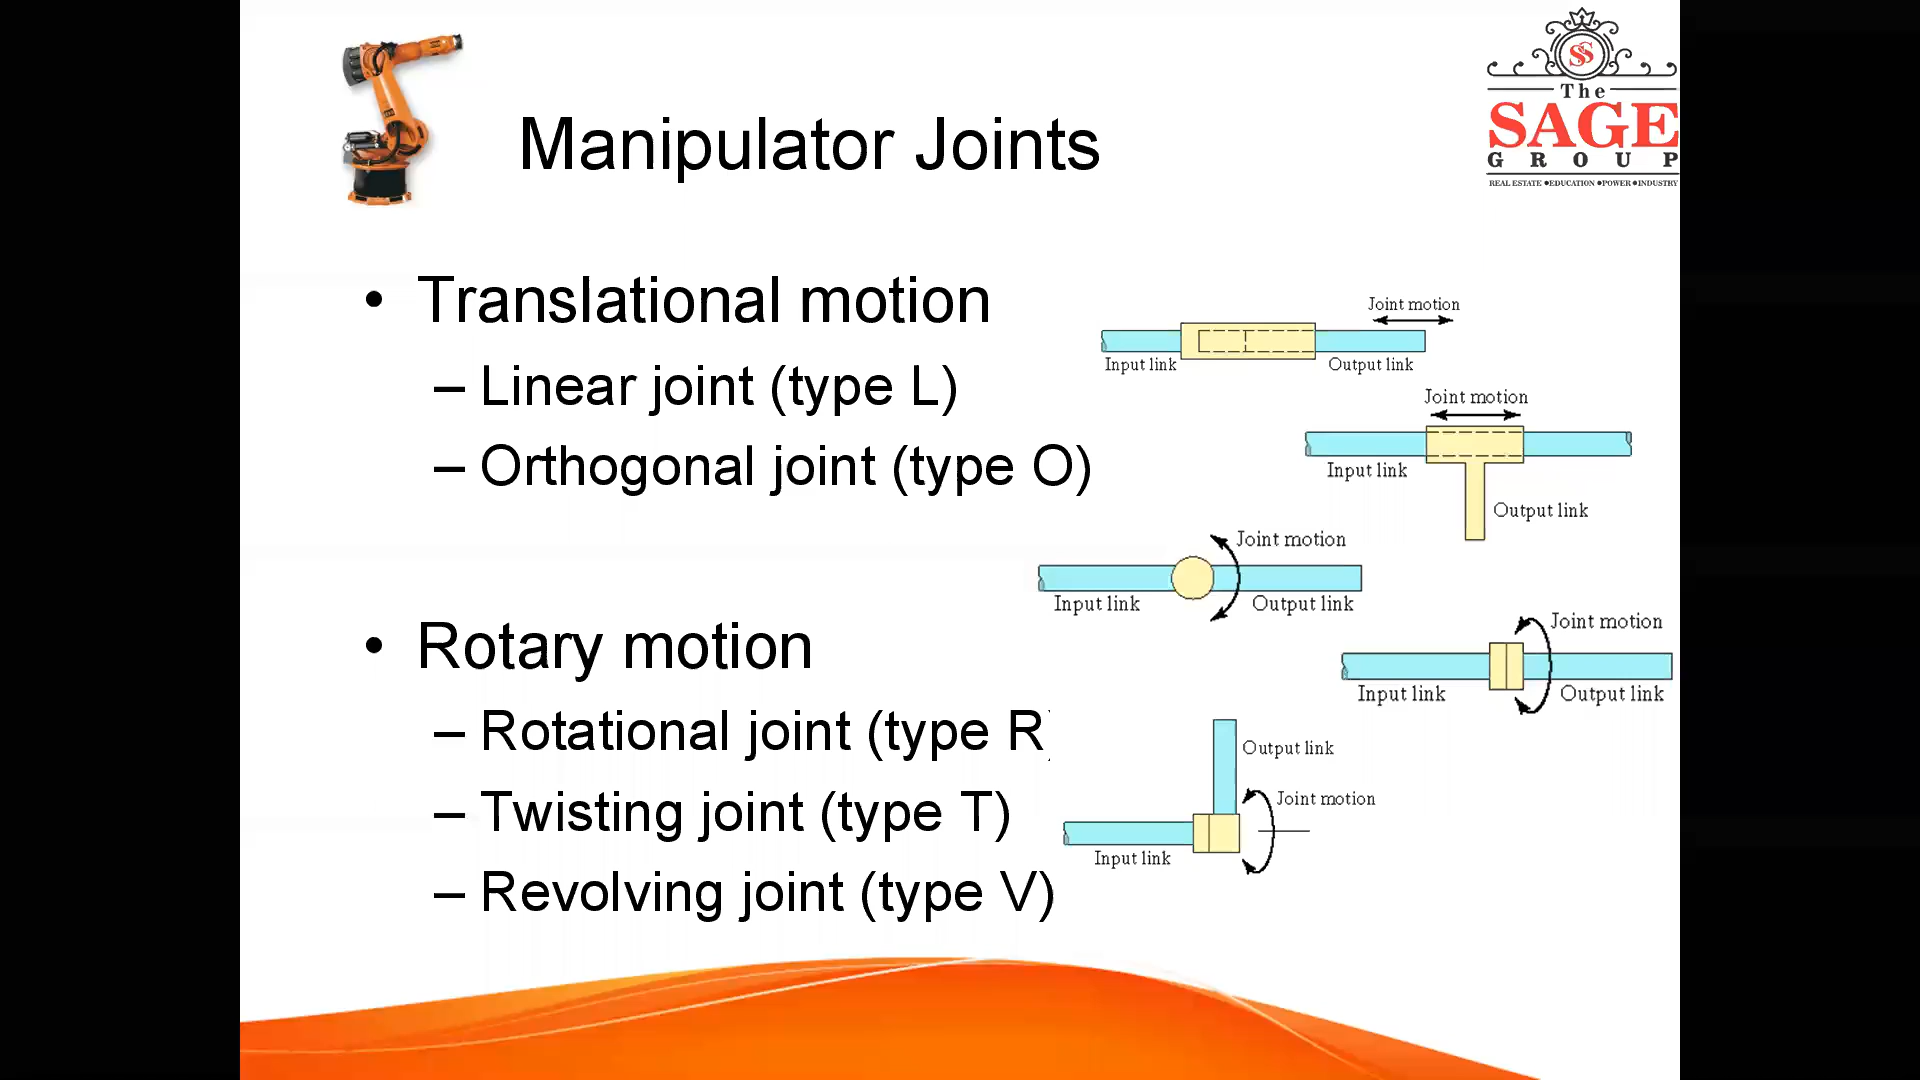 SS
The
SAGE
GROUP
REAL ESTATE ●EDUCATION ●POWER ●INDUSTRY
Manipulator Joints
• Translational motion
– Linear joint (type L)
– Orthogonal joint (type O)
• Rotary motion
– Rotational joint (type R)
– Twisting joint (type T)
– Revolving joint (type V)
Joint motion
Input link
Output link
Joint motion
Input link
Output link
Joint motion
Input link
Output link
Joint motion
Input link
Output link
Output link
Joint motion
Input link